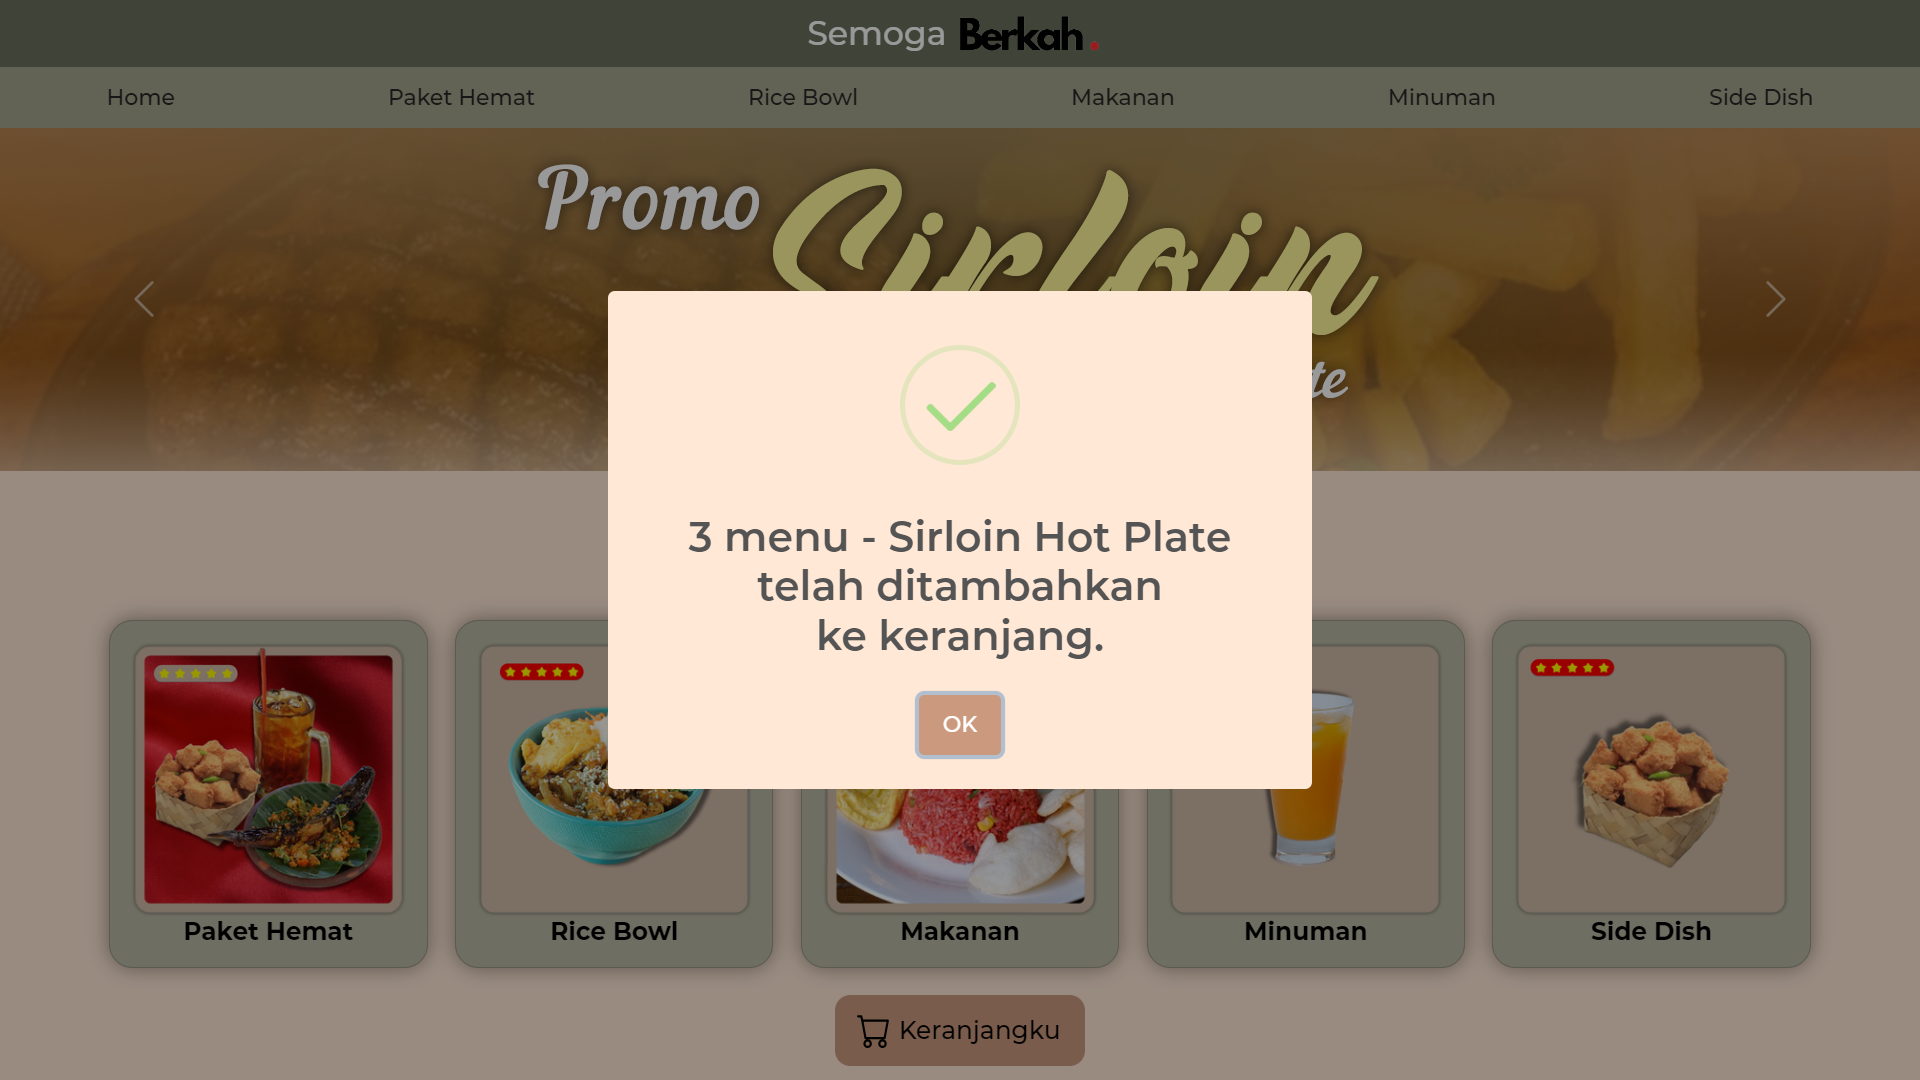 Semoga Berkah.
Home Paket Hemat Rice Bowl Makanan Minuman Side Dish
Promo Sirloin
te
3 menu - Sirloin Hot Plate
telah ditambahkan
ke keranjang.
OK
Paket Hemat Rice Bowl Makanan Minuman Side Dish
Keranjangku